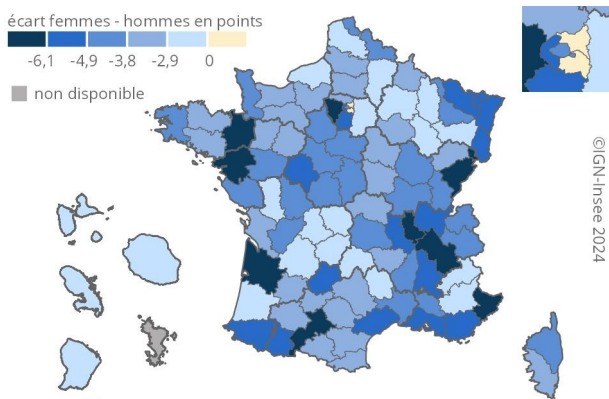 écart femmes - hommes en points
-6,1 -4,9 -3,8 -2,9 0
non disponible
©IGN-Insee 2024